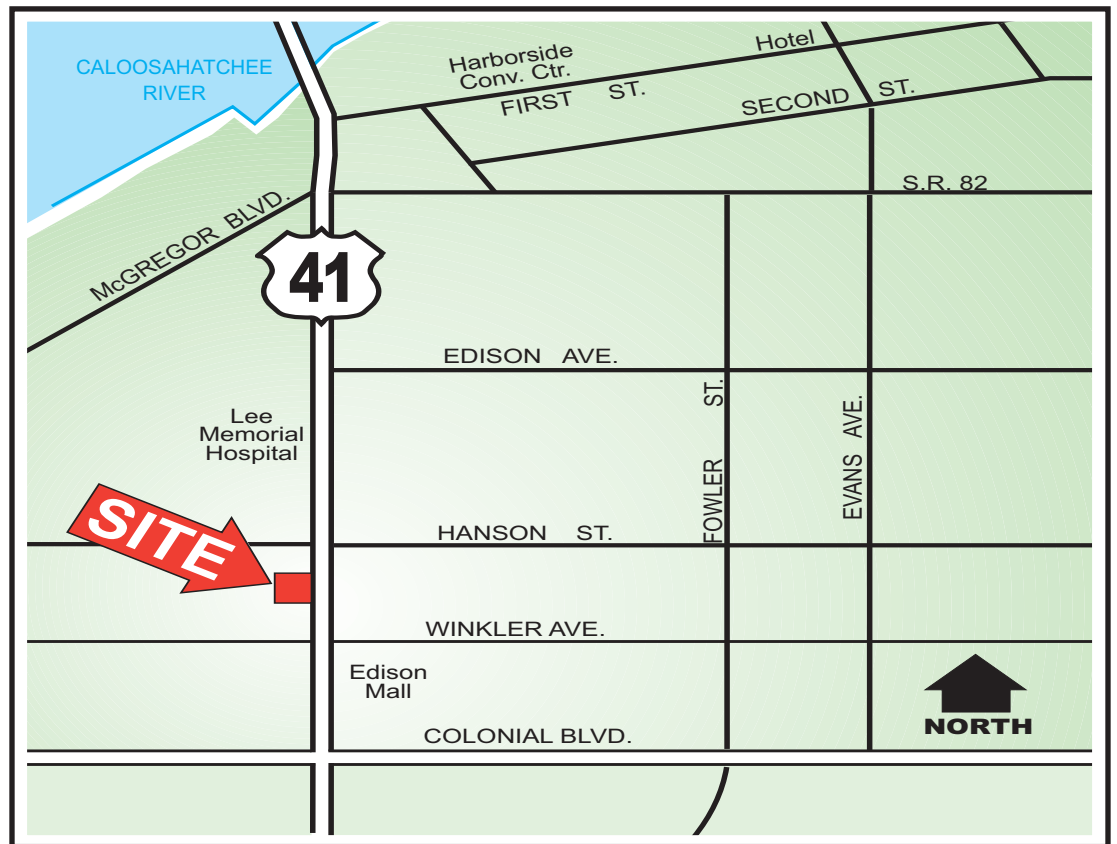 CALOOSAHATCHEE
RIVER
Harborside
Conv. Ctr.
Hotel
FIRST ST.
SECOND ST.
S.R. 82
McGREGOR BLVD.
41
EDISON AVE.
Lee
Memorial
Hospital
FOWLER ST.
EVANS AVE.
SITE
HANSON ST.
WINKLER AVE.
Edison
Mall
NORTH
COLONIAL BLVD.